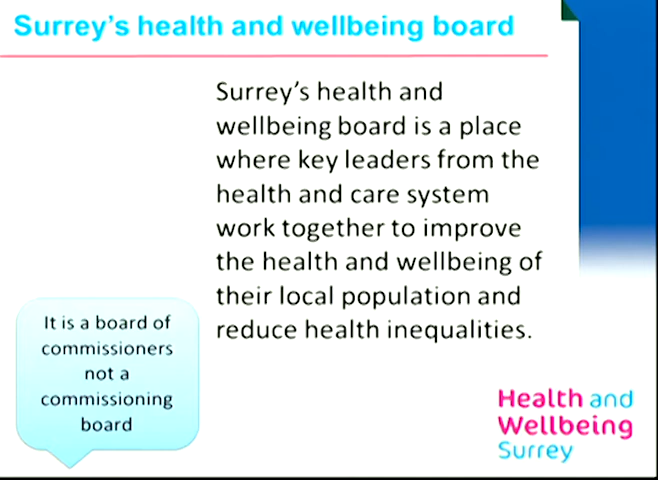 Surrey's health and wellbeing board
Surrey's health and
wellbeing board is a place
where key leaders from the
health and care system
work together to improve
the health and wellbeing of
their local population and
reduce health inequalities.
It is a board of
commissioners
not a
commissioning
board
Health and
Wellbeing
Surrey